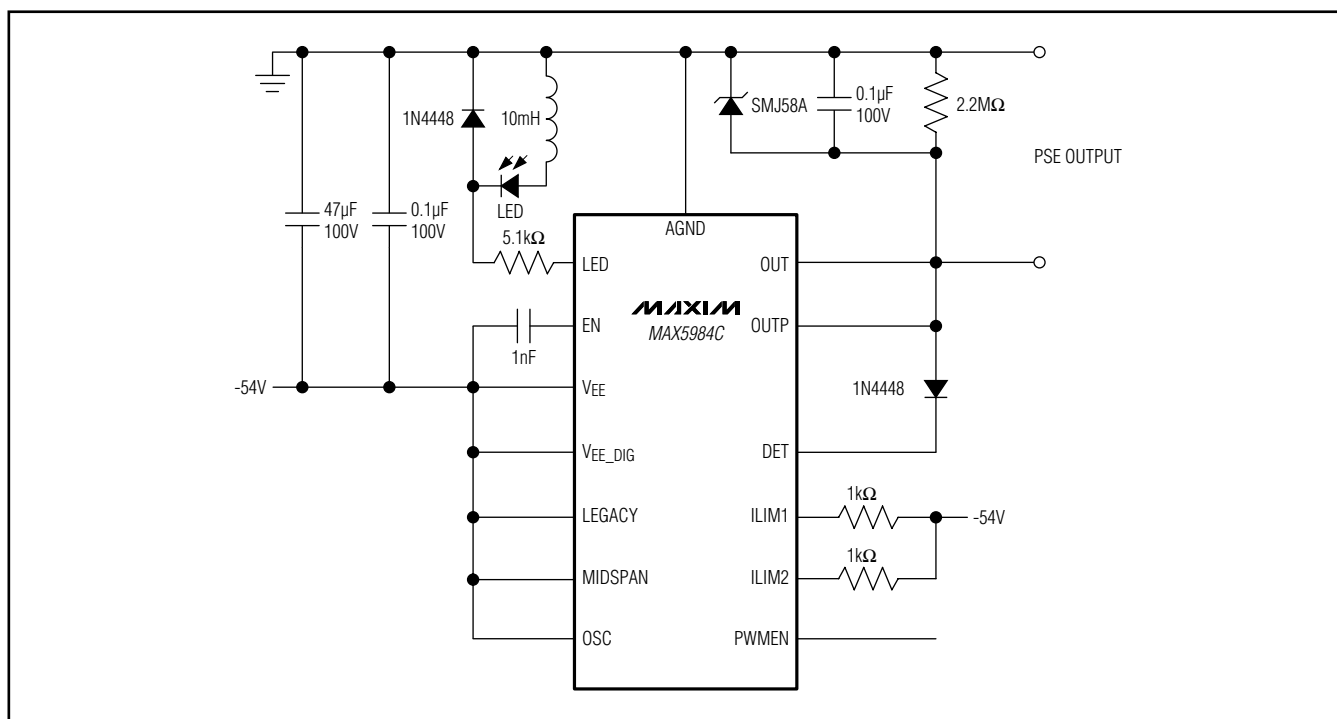 1N4448
10mH
SMJ58A
0.1µF
100V
2.2MΩ
PSE OUTPUT
47µF
100V
0.1µF
100V
LED
5.1kΩ
AGND
LED
OUT
MAXIM
MAX5984C
EN
OUTP
1nF
-54V
VEE
1N4448
VEE_DIG
DET
LEGACY
1kΩ
ILIM1
-54V
MIDSPAN
1kΩ
ILIM2
OSC
PWMEN